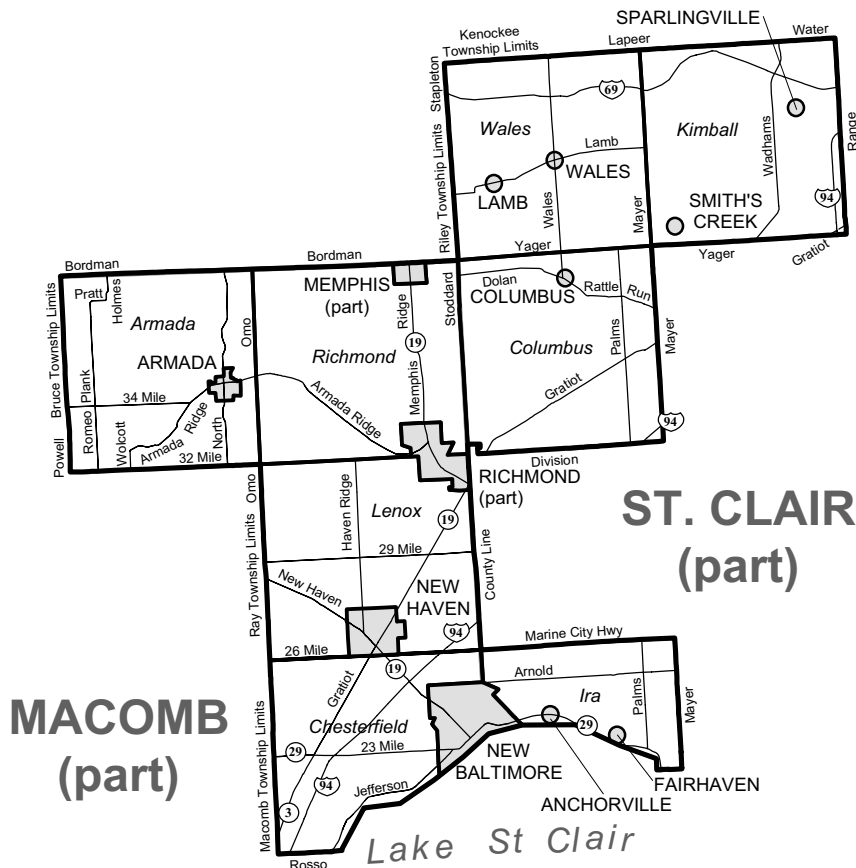 SPARLINGVILLE
Kenockee
Township Limits
Lapeer
Water
Stapleton
69
Wales
Kimball
Wadhams
Range
Riley Township Limits
Lamb
WALES
LAMB
Wales
Mayer
SMITH'S
CREEK
94
Yager
Yager
Gratiot
Bordman
Bordman
MEMPHIS
(part)
Stoddard
Dolan
COLUMBUS
Rattle
Run
Pratt
Holmes
Bruce Township Limits
Armada
Omo
Ridge
19
Richmond
Columbus
Palms
Mayer
ARMADA
Memphis
Gratiot
34 Mile
Armada Ridge
Armada Ridge
Powell
Romeo Plank
Wolcott
North
32 Mile
94
Division
RICHMOND
(part)
Omo
Haven Ridge
Lenox
19
ST. CLAIR
(part)
29 Mile
County Line
Ray Township Limits
New Haven
NEW
HAVEN
94
26 Mile
Marine City Hwy
19
Arnold
Gratiot
Ira
Palms
Mayer
MACOMB
(part)
Macomb Township Limits
Chesterfield
29
29
23 Mile
NEW
BALTIMORE
94
Jefferson
FAIRHAVEN
ANCHORVILLE
3
Lake St Clair
Rosso